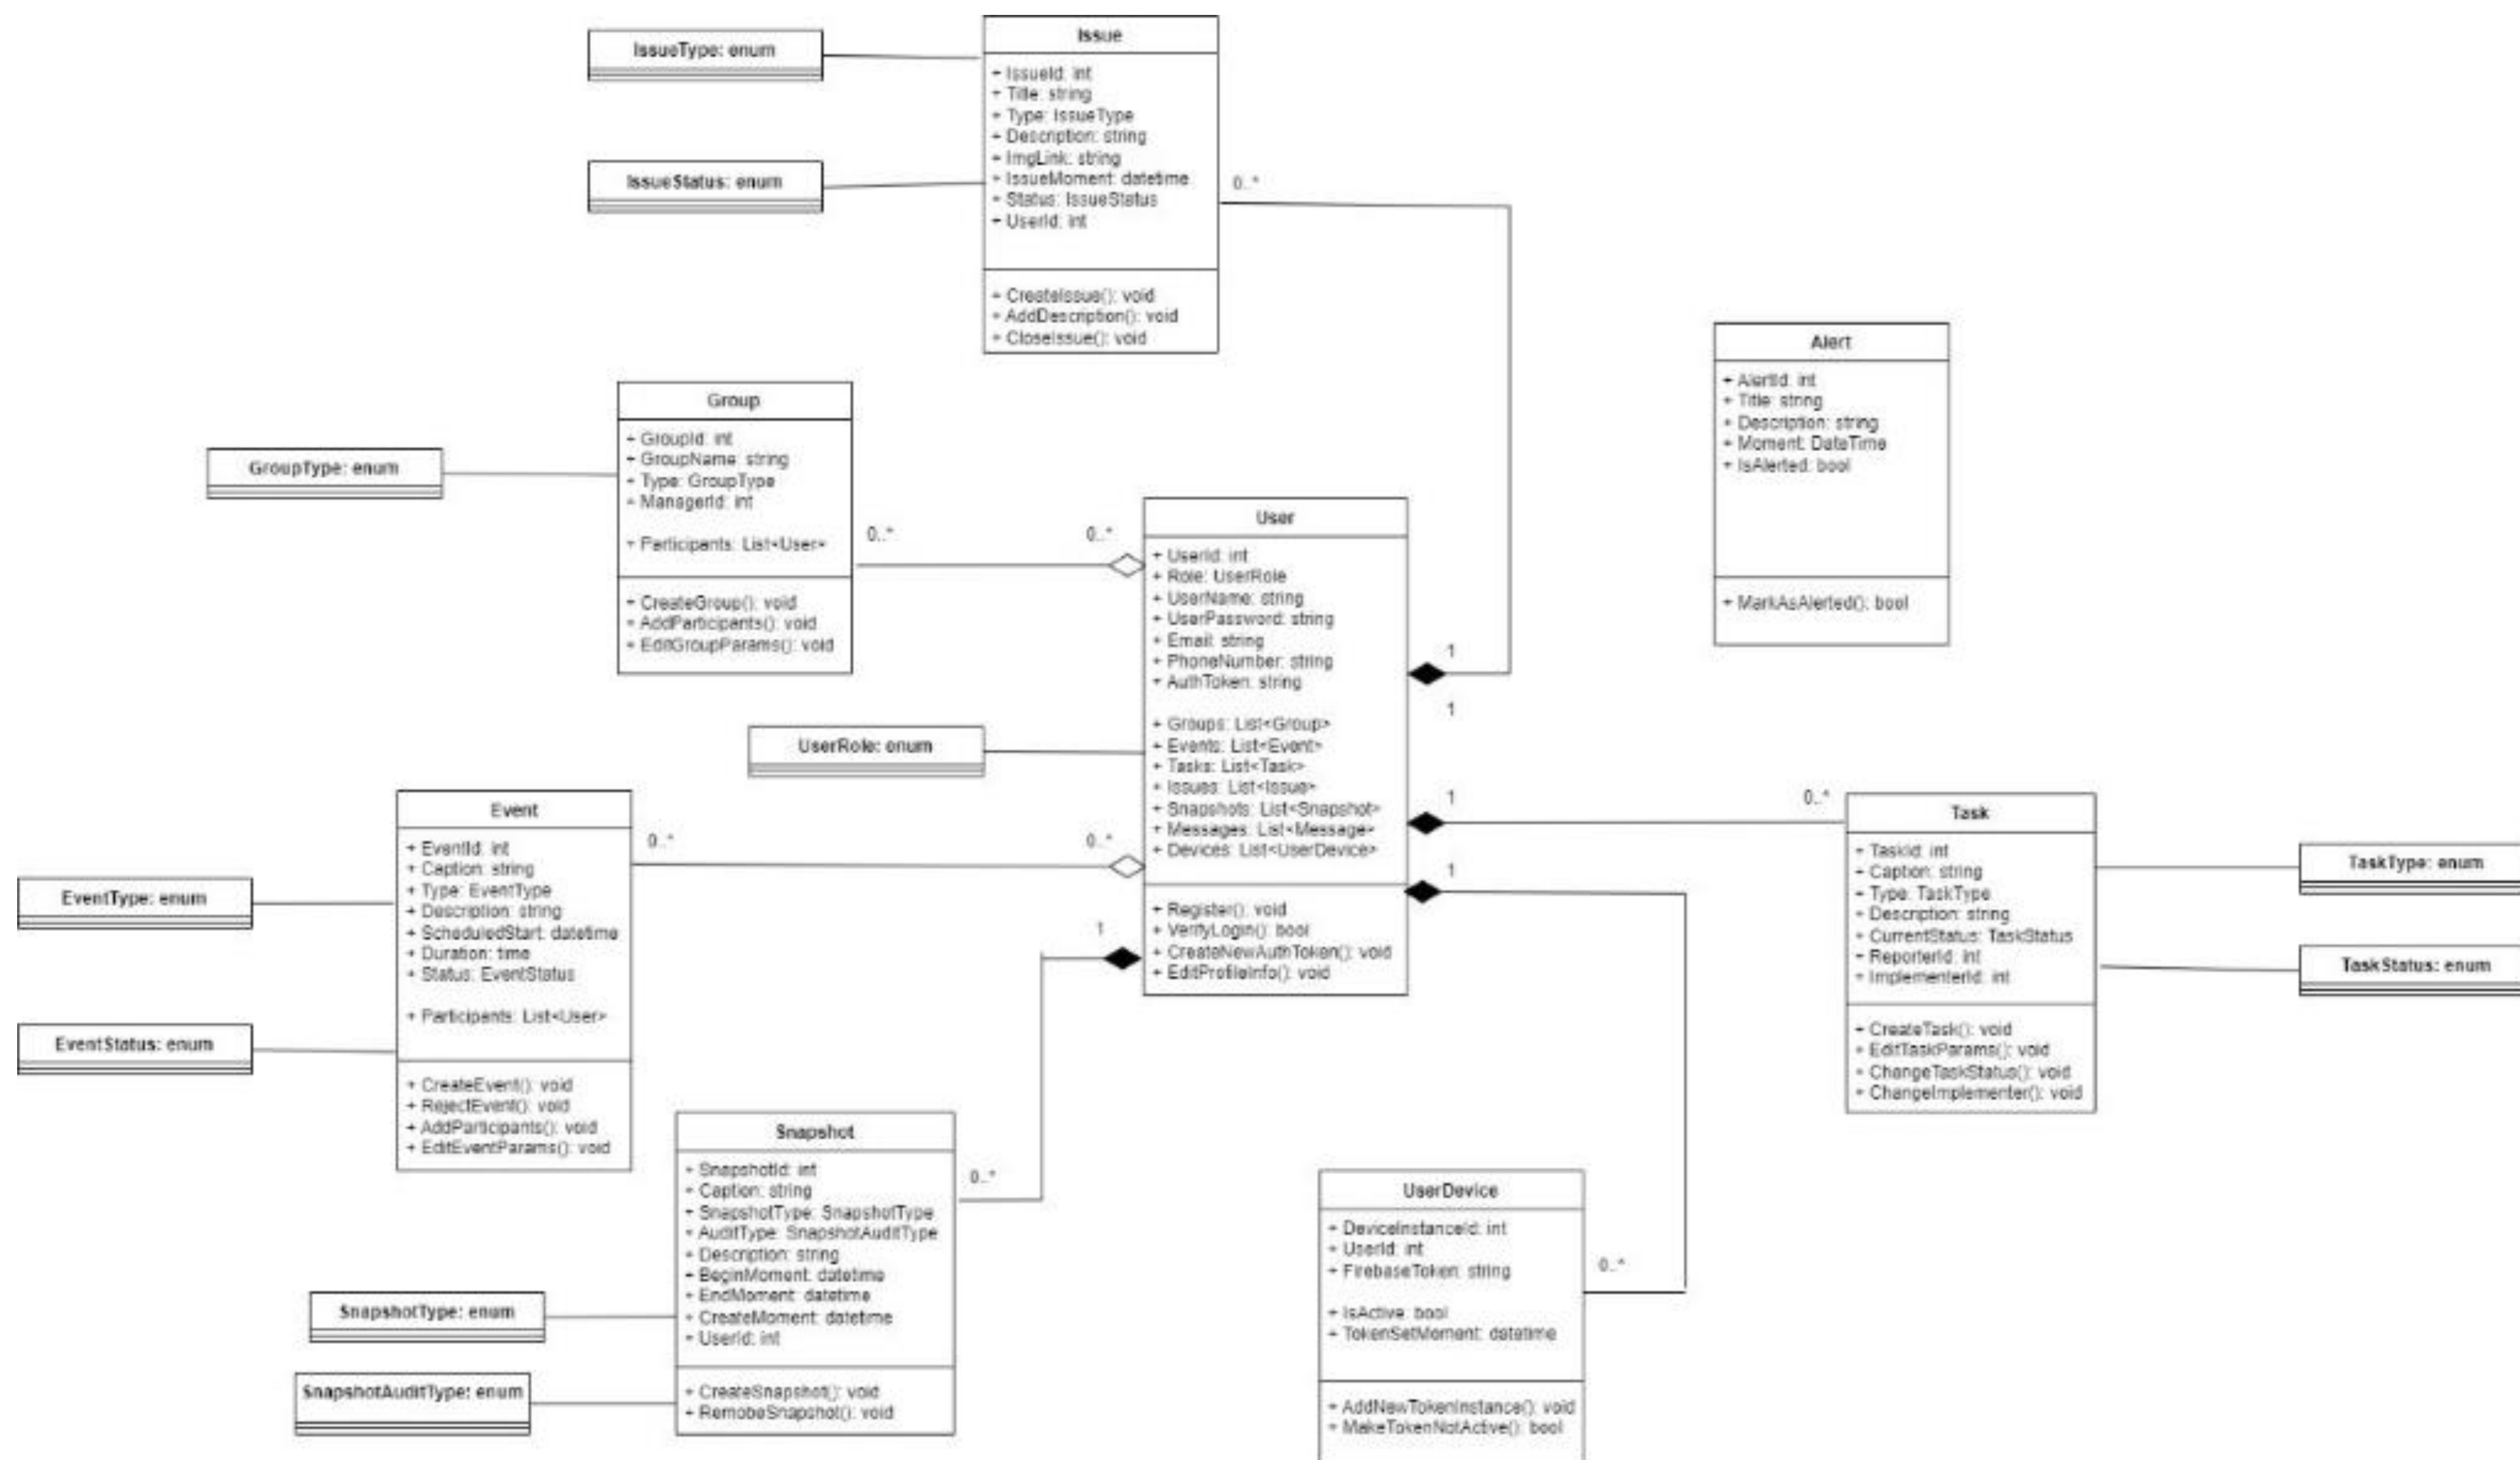 IssueType: enum
IssueStatus: enum
Issue
+ IssueId: int
+ Title: string
+ Type: IssueType
+ Description: string
+ ImgLink: string
+ IssueMoment: datetime
+ Status: IssueStatus
+ UserId: int
+ CreateIssue(): void
+ AddDescription(): void
+ CloseIssue(): void
0..*
Alert
+ AlertId: int
+ Title: string
+ Description: string
+ Moment: DateTime
+ IsAlerted: bool
+ MarkAsAlerted(): bool
GroupType: enum
Group
+ GroupId: int
+ GroupName: string
+ Type: GroupType
+ ManagerId: int
+ Participants: List<User>
+ CreateGroup(): void
+ AddParticipants(): void
+ EditGroupParams(): void
0..*
0..*
User
+ UserId: int
+ Role: UserRole
+ UserName: string
+ UserPassword: string
+ Email: string
+ PhoneNumber: string
+ AuthToken: string
+ Groups: List<Group>
+ Events: List<Event>
+ Tasks: List<Task>
+ Issues: List<Issue>
+ Snapshots: List<Snapshot>
+ Messages: List<Message>
+ Devices: List<UserDevice>
+ Register(): void
+ VerifyLogin(): bool
+ CreateNewAuthToken(): void
+ EditProfileInfo(): void
1
1
1
0..*
1
UserRole: enum
Event
+ EventId: int
+ Caption: string
+ Type: EventType
+ Description: string
+ ScheduledStart: datetime
+ Duration: time
+ Status: EventStatus
+ Participants: List<User>
+ CreateEvent(): void
+ RejectEvent(): void
+ AddParticipants(): void
+ EditEventParams(): void
0..*
0..*
EventType: enum
EventStatus: enum
1
Task
+ TaskId: int
+ Caption: string
+ Type: TaskType
+ Description: string
+ CurrentStatus: TaskStatus
+ ReporterId: int
+ ImplementerId: int
+ CreateTask(): void
+ EditTaskParams(): void
+ ChangeTaskStatus(): void
+ ChangeImplementer(): void
TaskType: enum
TaskStatus: enum
Snapshot
+ SnapshotId: int
+ Caption: string
+ SnapshotType: SnapshotType
+ AuditType: SnapshotAuditType
+ Description: string
+ BeginMoment: datetime
+ EndMoment: datetime
+ CreateMoment: datetime
+ UserId: int
+ CreateSnapshot(): void
+ RemobeSnapshot(): void
0..*
SnapshotType: enum
SnapshotAuditType: enum
UserDevice
+ DeviceInstanceId: int
+ UserId: int
+ FirebaseToken: string
+ IsActive: bool
+ TokenSetMoment: datetime
+ AddNewTokenInstance(): void
+ MakeTokenNotActive(): bool
0..*